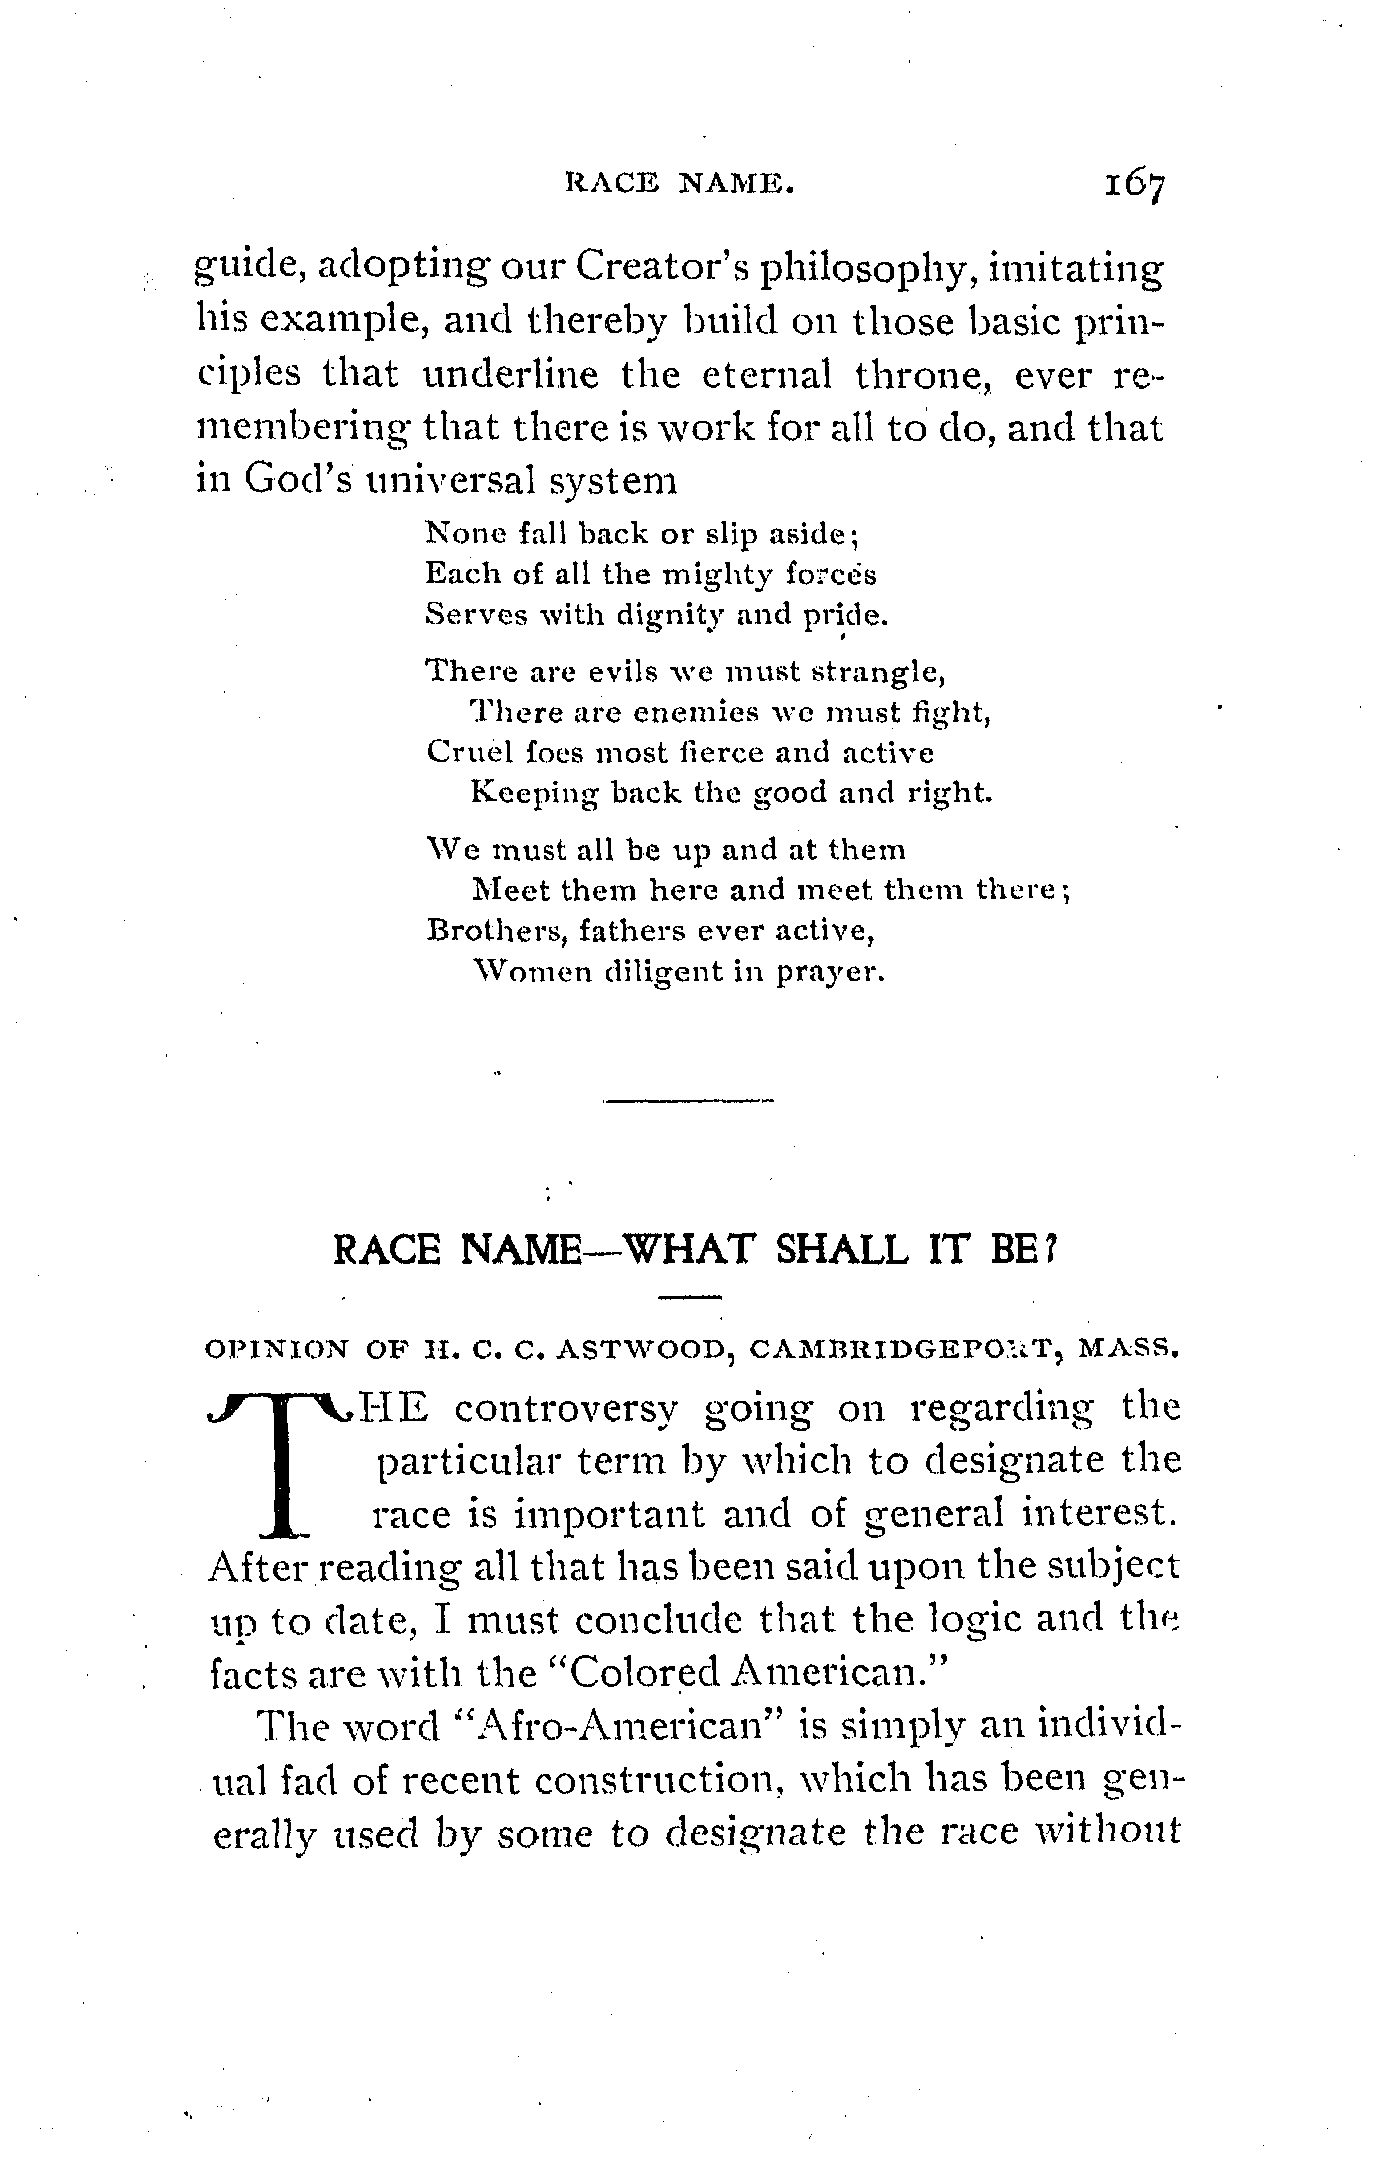 RACE NAME. 167
guide, adopting our Creator's philosophy, imitating
his example, and thereby build on those basic prin-
ciples that underline the eternal throne, ever re-
membering that there is work for all to do, and that
in God's universal system
None fall back or slip aside;
Each of all the mighty forces
Serves with dignity and pride.
There are evils we must strangle,
There are enemies we must fight,
Cruel foes most fierce and active
Keeping back the good and right.
We must all be up and at them
Meet them here and meet them there;
Brothers, fathers ever active,
Women diligent in prayer.
RACE NAME—WHAT SHALL IT BE?
OPINION OF H. C. C. ASTWOOD, CAMBRIDGEPORT, MASS.
THE controversy going on regarding the
particular term by which to designate the
race is important and of general interest.
After reading all that has been said upon the subject
up to date, I must conclude that the logic and the
facts are with the "Colored American."
The word "Afro-American" is simply an individ-
ual fad of recent construction, which has been gen-
erally used by some to designate the race without